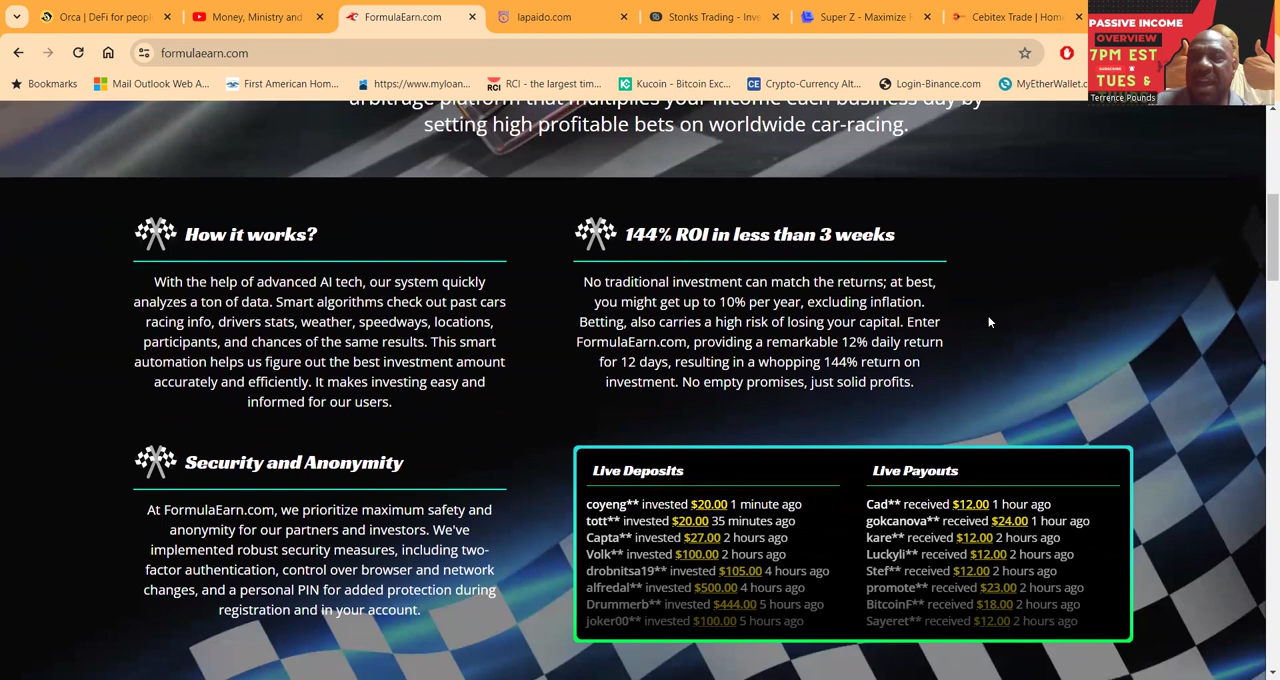 Orca | DeFi for peopl
Money, Ministry and
FormulaEarn.com
lapaido.com
Stonks Trading - Inve
Super Z - Maximize
Cebitex Trade | Hom
formulaearn.com
Bookmarks
Mail Outlook Web A...
First American Hom...
https://www.myloan...
RCI
RCI - the largest tim...
Kucoin - Bitcoin Exc...
CE
Crypto-Currency Alt...
Login-Binance.com
MyEtherWallet.c
PASSIVE INCOME
OVERVIEW
7PM EST
TUES &
Terrence Pounds
arbitrage platform that multiplies your income each business day by
setting high profitable bets on worldwide car-racing.
How it works?
With the help of advanced AI tech, our system quickly
analyzes a ton of data. Smart algorithms check out past cars
racing info, drivers stats, weather, speedways, locations,
participants, and chances of the same results. This smart
automation helps us figure out the best investment amount
accurately and efficiently. It makes investing easy and
informed for our users.
144% ROI in less than 3 weeks
No traditional investment can match the returns; at best,
you might get up to 10% per year, excluding inflation.
Betting, also carries a high risk of losing your capital. Enter
FormulaEarn.com, providing a remarkable 12% daily return
for 12 days, resulting in a whopping 144% return on
investment. No empty promises, just solid profits.
Security and Anonymity
At FormulaEarn.com, we prioritize maximum safety and
anonymity for our partners and investors. We've
implemented robust security measures, including two-
factor authentication, control over browser and network
changes, and a personal PIN for added protection during
registration and in your account.
Live Deposits
coyeng** invested $20.00 1 minute ago
tott** invested $20.00 35 minutes ago
Capta** invested $27.00 2 hours ago
Volk** invested $100.00 2 hours ago
drobnitsa19** invested $105.00 4 hours ago
alfredal** invested $500.00 4 hours ago
Drummerb** invested $444.00 5 hours ago
joker00** invested $100.00 5 hours ago
Live Payouts
Cad** received $12.00 1 hour ago
gokcanova** received $24.00 1 hour ago
kare** received $12.00 2 hours ago
Luckyli** received $12.00 2 hours ago
Stef** received $12.00 2 hours ago
promote** received $23.00 2 hours ago
BitcoinF** received $18.00 2 hours ago
Sayeret** received $12.00 2 hours ago